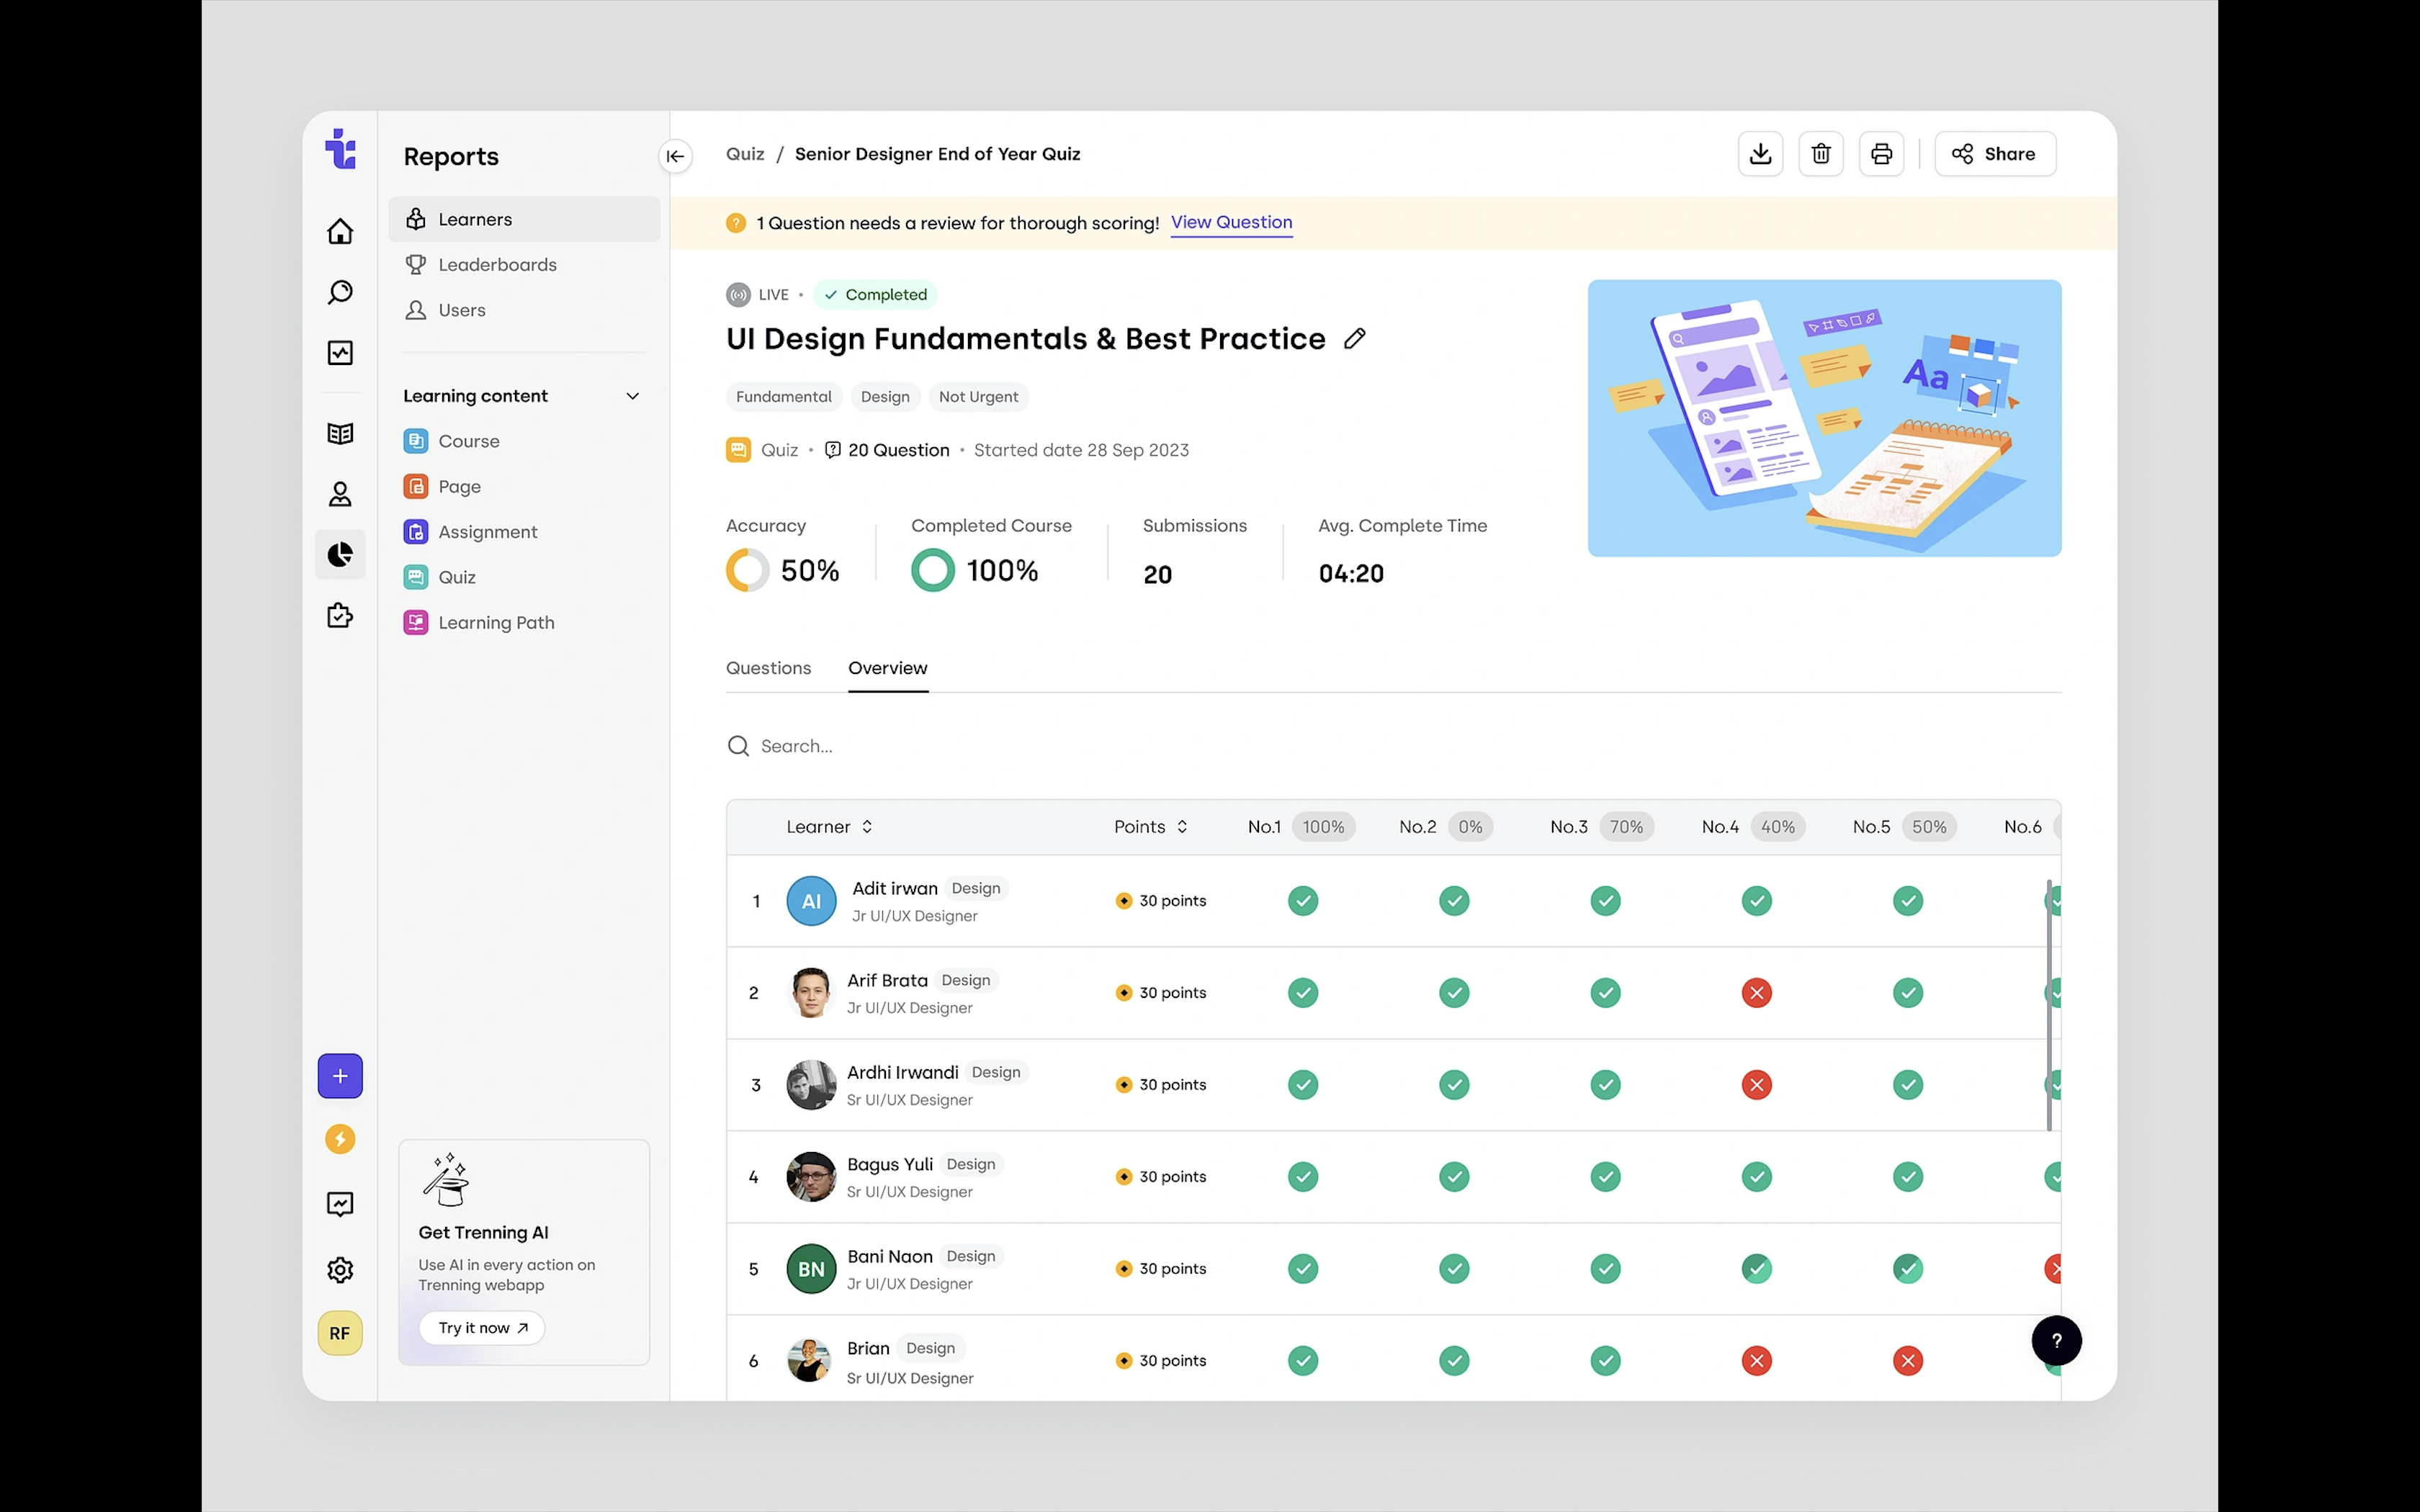 Reports
Learners
Leaderboards
Users
Learning content
Course
Page
Assignment
Quiz
Learning Path
Get Trenning AI
Use AI in every action on
Trenning webapp
Try it now
RF
Quiz / Senior Designer End of Year Quiz
Share
1 Question needs a review for thorough scoring! View Question
LIVE • Completed
UI Design Fundamentals & Best Practice
Fundamental Design Not Urgent
Quiz • 20 Question • Started date 28 Sep 2023
Aa
Accuracy Completed Course Submissions Avg. Complete Time
50% 100% 20 04:20
Questions Overview
Search...
Learner Points No.1 100% No.2 0% No.3 70% No.4 40% No.5 50% No.6
1 AI Adit irwan Design 30 points
Jr UI/UX Designer
2 Arif Brata Design 30 points
Jr UI/UX Designer
3 Ardhi Irwandi Design 30 points
Sr UI/UX Designer
4 Bagus Yuli Design 30 points
Sr UI/UX Designer
5 BN Bani Naon Design 30 points
Jr UI/UX Designer
6 Brian Design 30 points
Sr UI/UX Designer
?